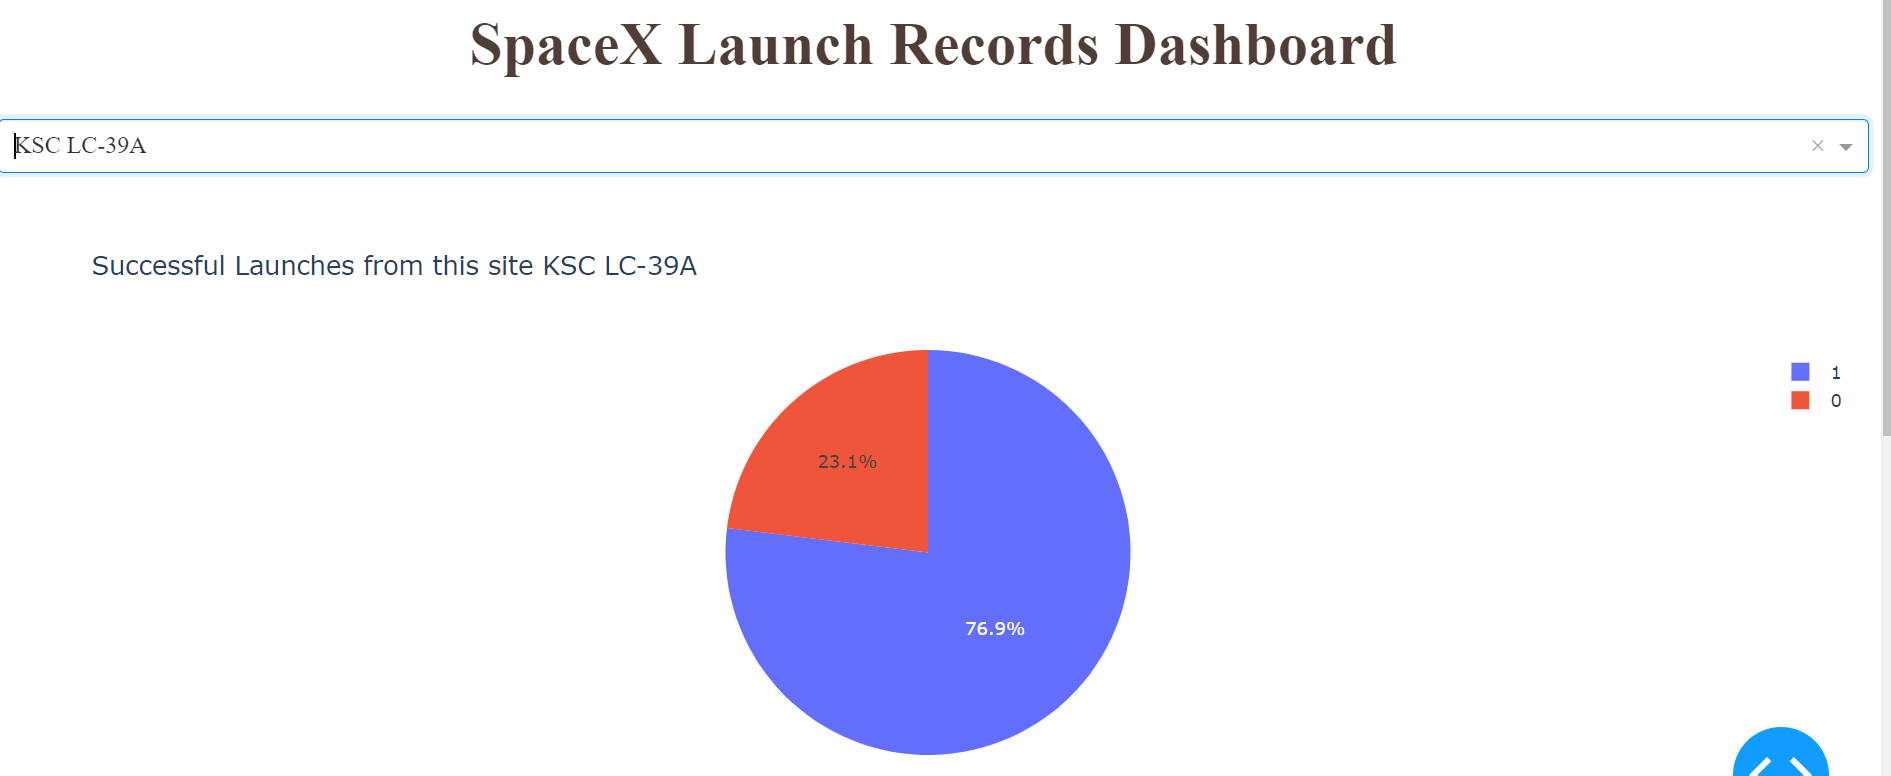 SpaceX Launch Records Dashboard
KSC LC-39A
Successful Launches from this site KSC LC-39A
1
0
23.1%
76.9%